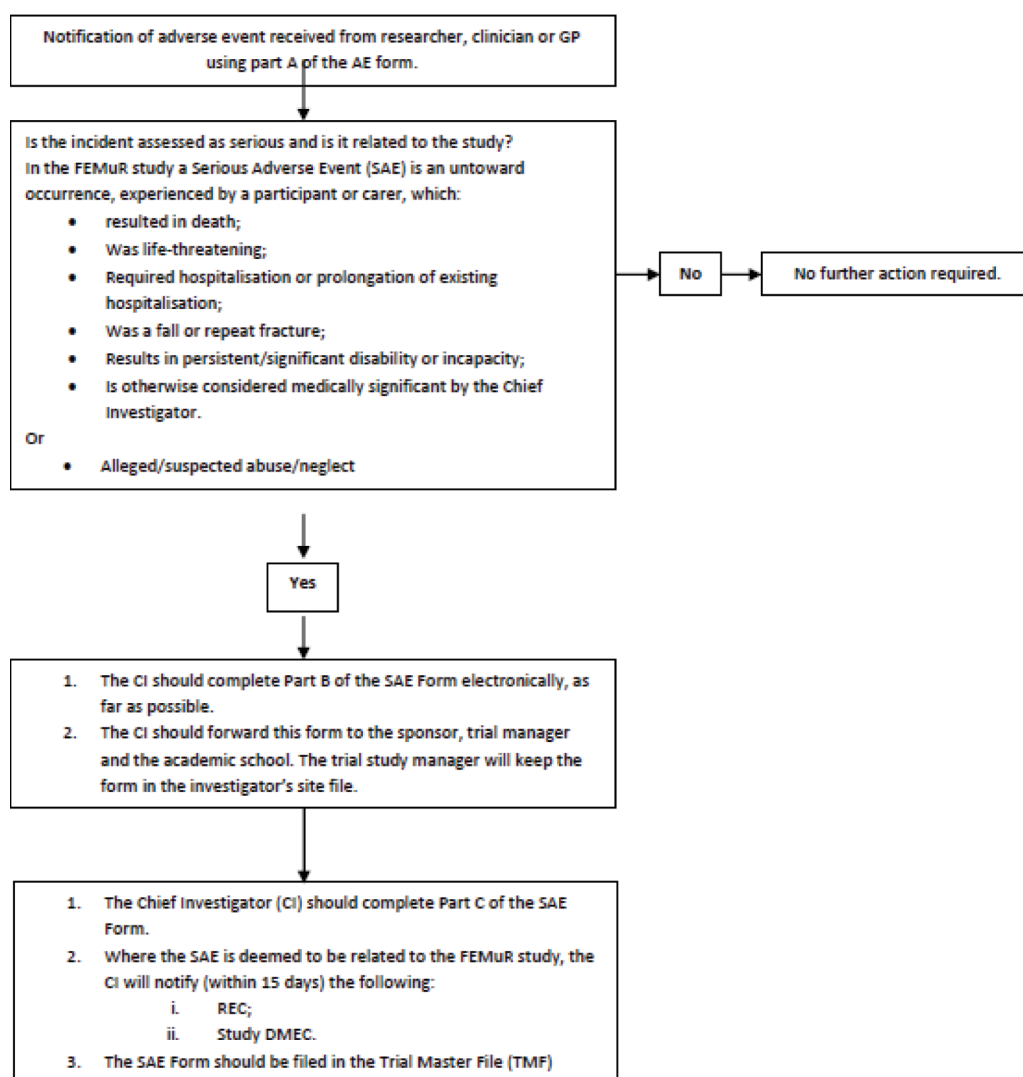 Notification of adverse event received from researcher, clinician or GP
using part A of the AE form.
Is the incident assessed as serious and is it related to the study?
In the FEMuR study a Serious Adverse Event (SAE) is an untoward
occurrence, experienced by a participant or carer, which:
• resulted in death;
• Was life-threatening;
• Required hospitalisation or prolongation of existing
hospitalisation;
• Was a fall or repeat fracture;
• Results in persistent/significant disability or incapacity;
• Is otherwise considered medically significant by the Chief
Investigator.
Or
• Alleged/suspected abuse/neglect
No
No further action required.
Yes
1. The CI should complete Part B of the SAE Form electronically, as
far as possible.
2. The CI should forward this form to the sponsor, trial manager
and the academic school. The trial study manager will keep the
form in the investigator's site file.
1. The Chief Investigator (CI) should complete Part C of the SAE
Form.
2. Where the SAE is deemed to be related to the FEMuR study, the
CI will notify (within 15 days) the following:
i. REC;
ii. Study DMEC.
3. The SAE Form should be filed in the Trial Master File (TMF)